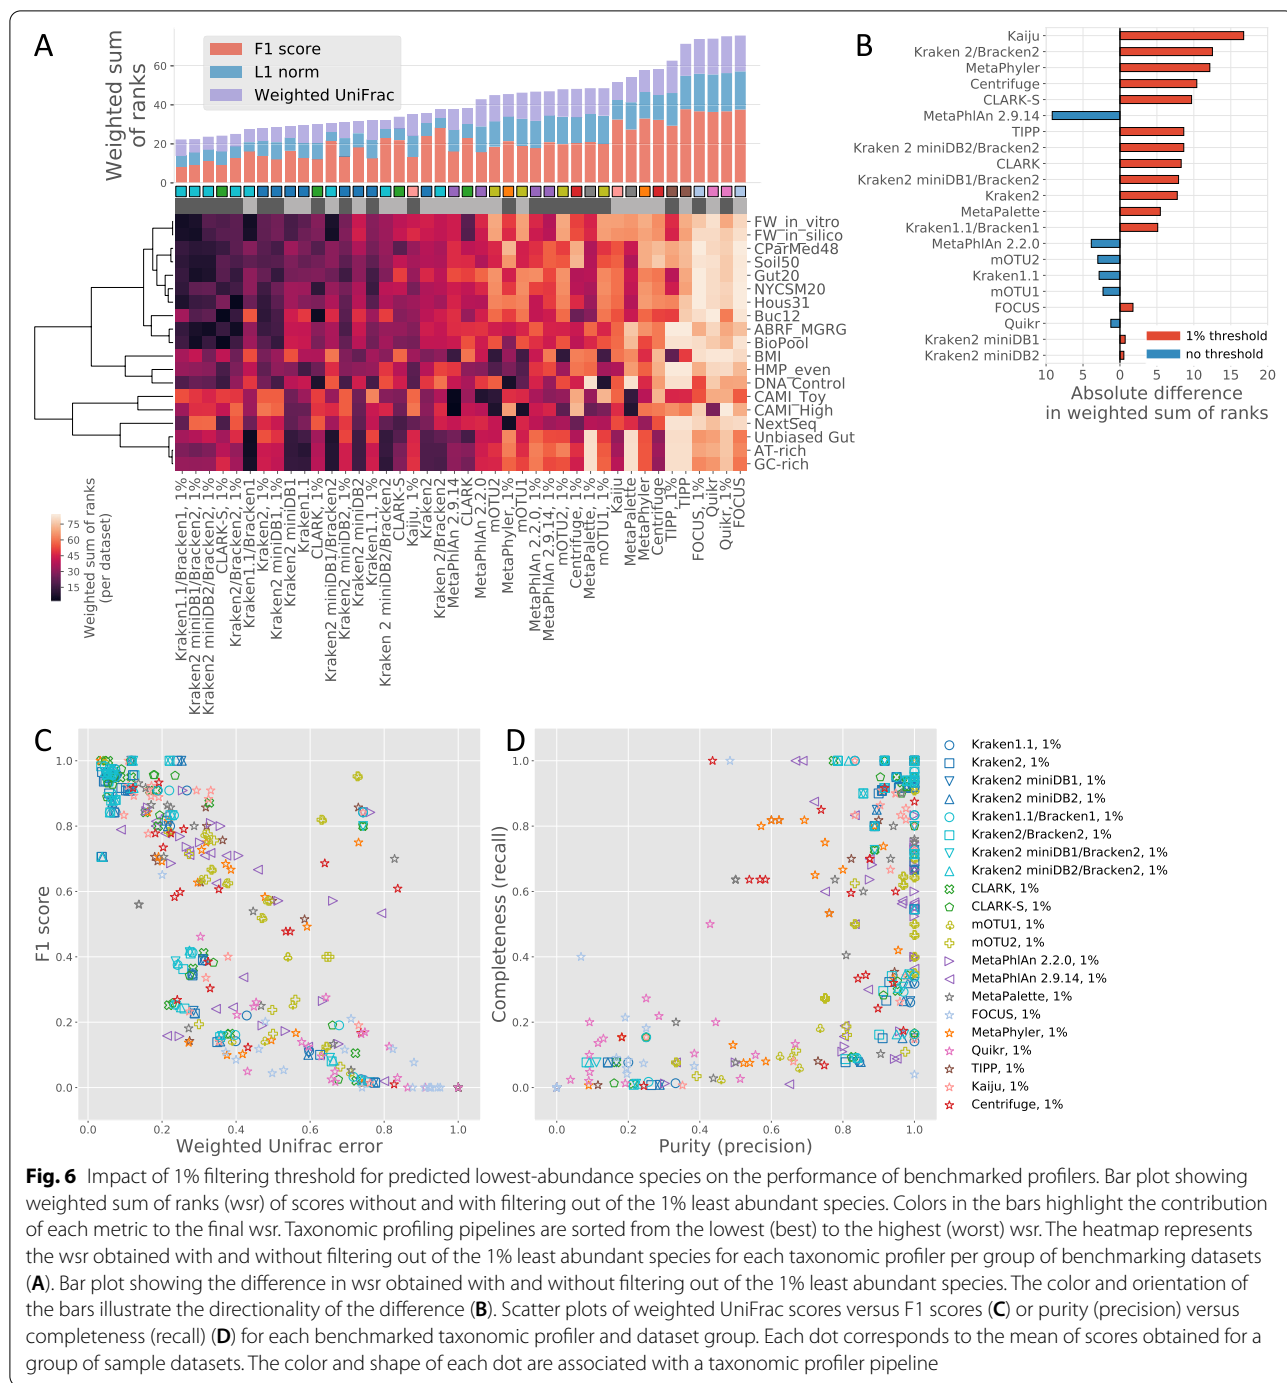 A
Weighted sum
of ranks
60
40
20
0
F1 score
L1 norm
Weighted UniFrac
FW_in_vitro
FW_in_silico
CParMed48
Soil50
Gut20
NYCSM20
Hous31
Buc12
ABRF_MGRG
BioPool
BMI
HMP_even
DNA Control
CAMI_Toy
CAMI_High
NextSeq
Unbiased Gut
AT-rich
GC-rich
Weighted sum of ranks
(per dataset)
75
60
45
30
15
Kraken1.1/Bracken1, 1%
Kraken2 miniDB1/Bracken2, 1%
Kraken2 miniDB2/Bracken2, 1%
CLARK-S, 1%
Kraken2/Bracken2, 1%
Kraken1.1/Bracken1
Kraken2, 1%
Kraken2 miniDB1, 1%
Kraken2 miniDB1
Kraken1.1
CLARK, 1%
Kraken2 miniDB1/Bracken2
Kraken2 miniDB2, 1%
Kraken2 miniDB2
Kraken1.1, 1%
Kraken 2 miniDB2/Bracken2
CLARK-S
Kaiju, 1%
Kraken2
Kraken 2/Bracken2
MetaPhlAn 2.9.14
CLARK
MetaPhlAn 2.2.0
mOTU2
MetaPhyler, 1%
mOTU1
MetaPhlAn 2.2.0, 1%
MetaPhlAn 2.9.14, 1%
mOTU2, 1%
Centrifuge, 1%
MetaPalette, 1%
mOTU1, 1%
Kaiju
MetaPalette
MetaPhyler
Centrifuge
TIPP, 1%
TIPP
FOCUS, 1%
Quikr
Quikr, 1%
FOCUS
B
Kaiju
Kraken 2/Bracken2
MetaPhyler
Centrifuge
CLARK-S
MetaPhlAn 2.9.14
TIPP
Kraken 2 miniDB2/Bracken2
CLARK
Kraken2 miniDB1/Bracken2
Kraken2
MetaPalette
Kraken1.1/Bracken1
MetaPhlAn 2.2.0
mOTU2
Kraken1.1
mOTU1
FOCUS
Quikr
Kraken2 miniDB1
Kraken2 miniDB2
1% threshold
no threshold
10 5 0 5 10 15 20
Absolute difference
in weighted sum of ranks
C
F1 score
1.0
0.8
0.6
0.4
0.2
0.0
0.0 0.2 0.4 0.6 0.8 1.0
Weighted Unifrac error
D
Completeness (recall)
1.0
0.8
0.6
0.4
0.2
0.0
0.0 0.2 0.4 0.6 0.8 1.0
Purity (precision)
Kraken1.1, 1%
Kraken2, 1%
Kraken2 miniDB1, 1%
Kraken2 miniDB2, 1%
Kraken1.1/Bracken1, 1%
Kraken2/Bracken2, 1%
Kraken2 miniDB1/Bracken2, 1%
Kraken2 miniDB2/Bracken2, 1%
CLARK, 1%
CLARK-S, 1%
mOTU1, 1%
mOTU2, 1%
MetaPhlAn 2.2.0, 1%
MetaPhlAn 2.9.14, 1%
MetaPalette, 1%
FOCUS, 1%
MetaPhyler, 1%
Quikr, 1%
TIPP, 1%
Kaiju, 1%
Centrifuge, 1%
Fig. 6 Impact of 1% filtering threshold for predicted lowest-abundance species on the performance of benchmarked profilers. Bar plot showing
weighted sum of ranks (wsr) of scores without and with filtering out of the 1% least abundant species. Colors in the bars highlight the contribution
of each metric to the final wsr. Taxonomic profiling pipelines are sorted from the lowest (best) to the highest (worst) wsr. The heatmap represents
the wsr obtained with and without filtering out of the 1% least abundant species for each taxonomic profiler per group of benchmarking datasets
(A). Bar plot showing the difference in wsr obtained with and without filtering out of the 1% least abundant species. The color and orientation of
the bars illustrate the directionality of the difference (B). Scatter plots of weighted UniFrac scores versus F1 scores (C) or purity (precision) versus
completeness (recall) (D) for each benchmarked taxonomic profiler and dataset group. Each dot corresponds to the mean of scores obtained for a
group of sample datasets. The color and shape of each dot are associated with a taxonomic profiler pipeline